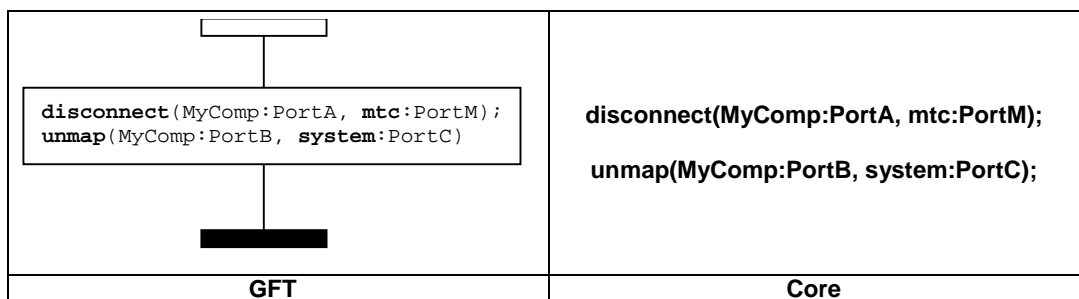 disconnect(MyComp:PortA, mtc:PortM);
unmap(MyComp:PortB, system:PortC)
disconnect(MyComp:PortA, mtc:PortM);
unmap(MyComp:PortB, system:PortC);
GFT
Core